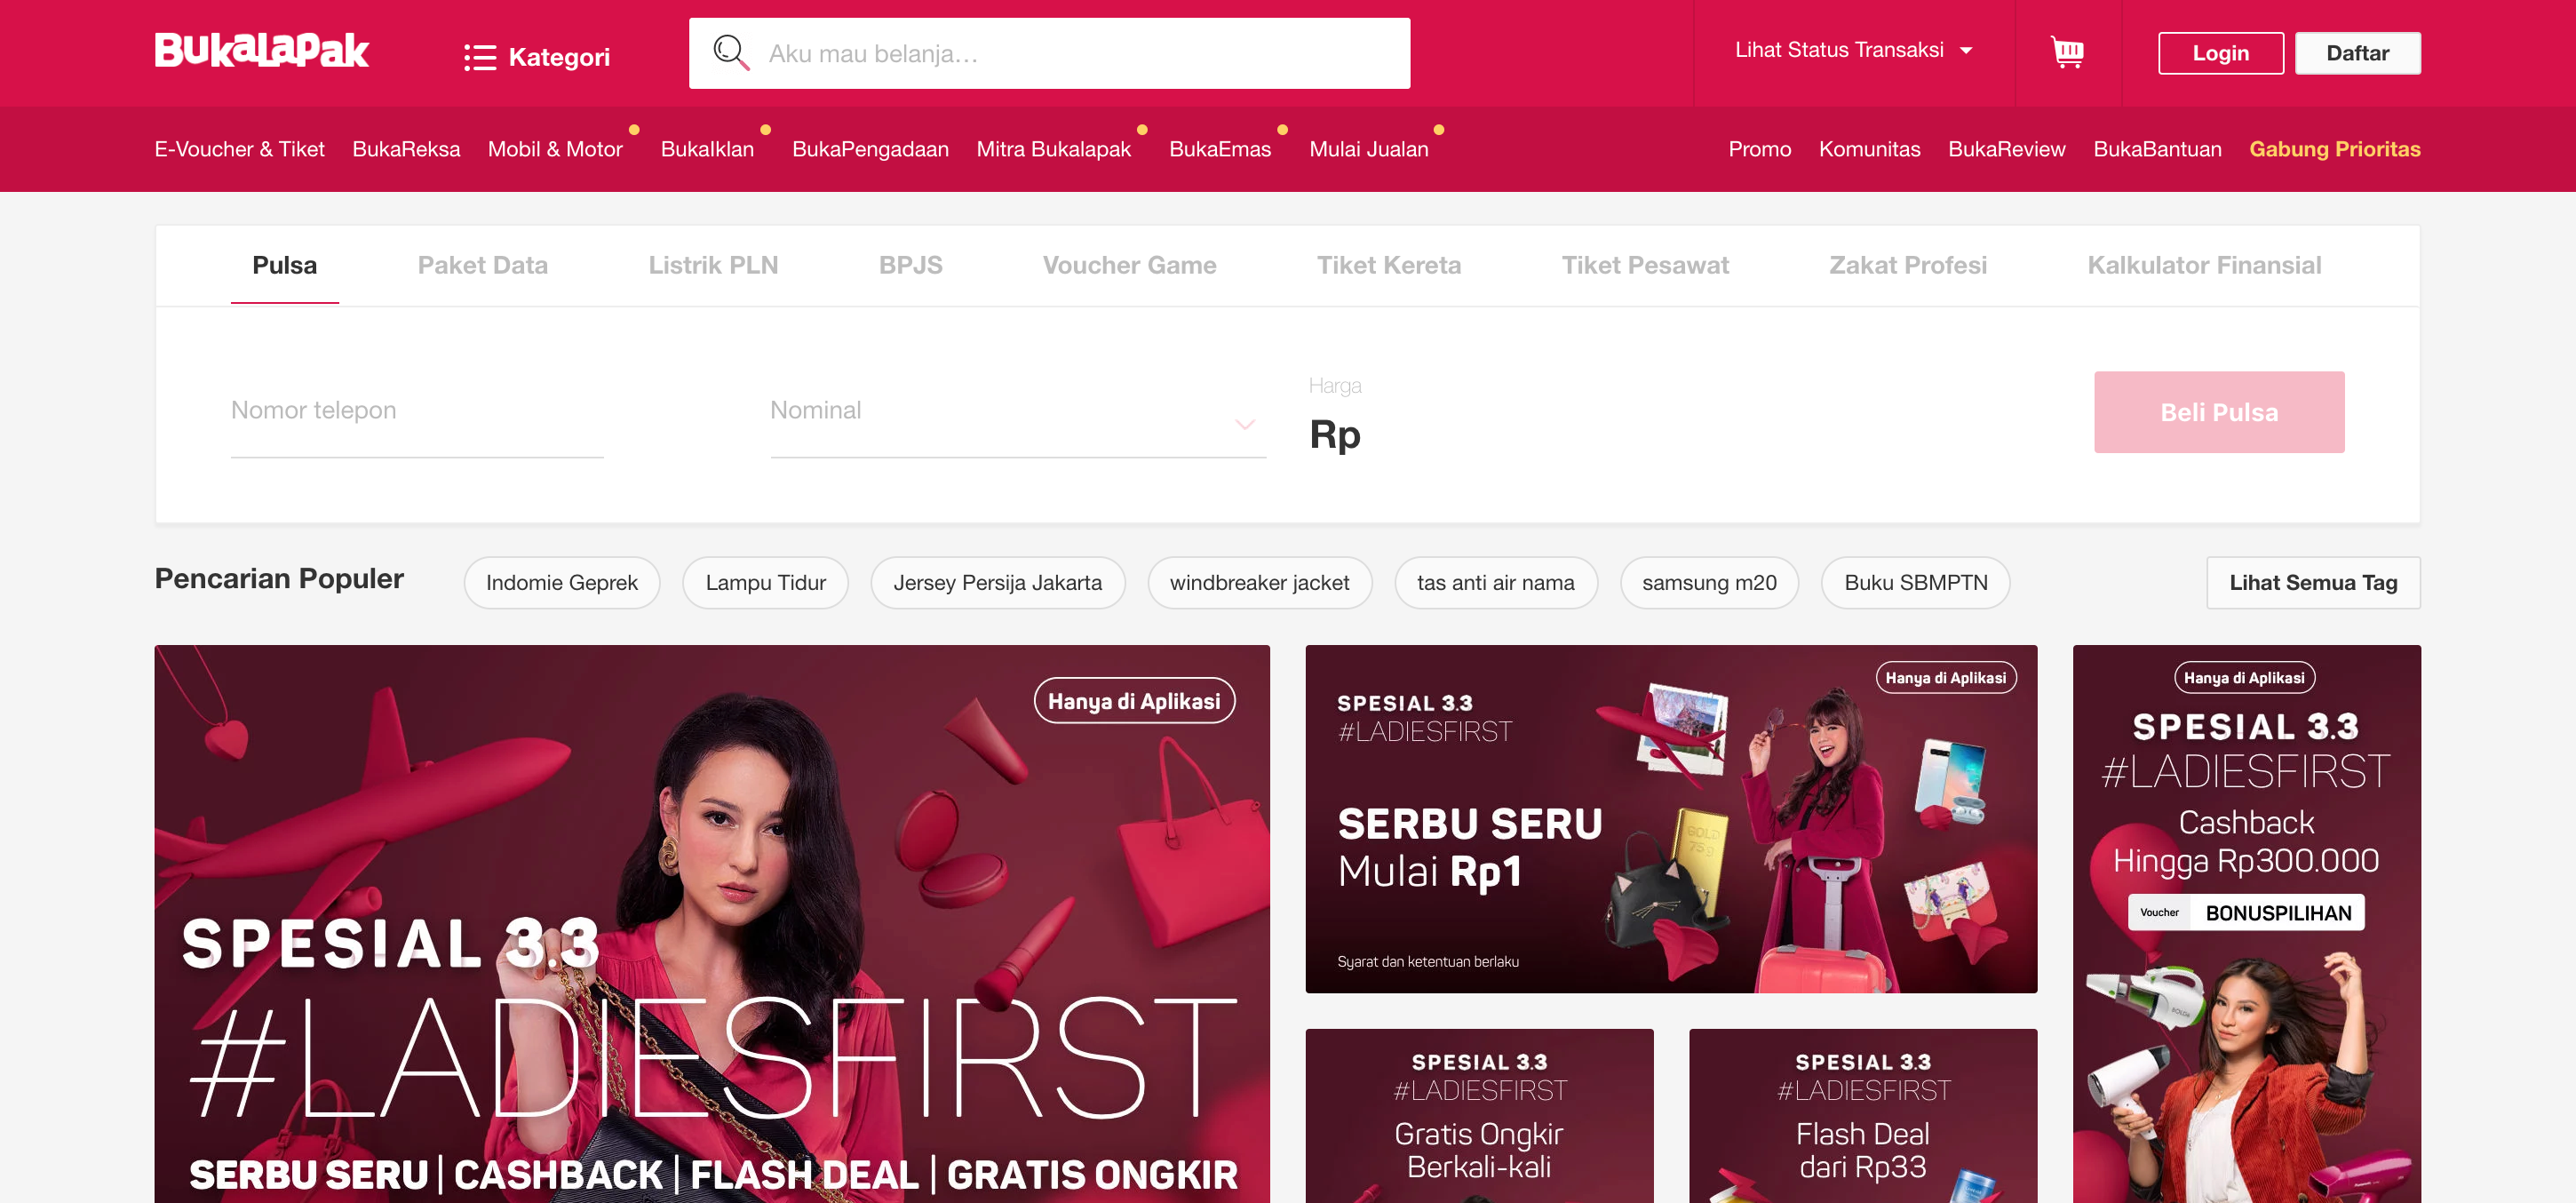 BukaLapak
Kategori
Aku mau belanja...
Lihat Status Transaksi
Login
Daftar
E-Voucher & Tiket
BukaReksa
Mobil & Motor
BukaIklan
BukaPengadaan
Mitra Bukalapak
BukaEmas
Mulai Jualan
Promo
Komunitas
BukaReview
BukaBantuan
Gabung Prioritas
Pulsa
Paket Data
Listrik PLN
BPJS
Voucher Game
Tiket Kereta
Tiket Pesawat
Zakat Profesi
Kalkulator Finansial
Nomor telepon
Nominal
Harga
Rp
Beli Pulsa
Pencarian Populer
Indomie Geprek
Lampu Tidur
Jersey Persija Jakarta
windbreaker jacket
tas anti air nama
samsung m20
Buku SBMPTN
Lihat Semua Tag
Hanya di Aplikasi
SPESIAL 3.3
#LADIESFIRST
SERBU SERU | CASHBACK | FLASH DEAL | GRATIS ONGKIR
Hanya di Aplikasi
SPESIAL 3.3
#LADIESFIRST
SERBU SERU
Mulai Rp1
GOLD
75g
Syarat dan ketentuan berlaku
SPESIAL 3.3
#LADIESFIRST
Gratis Ongkir
Berkali-kali
SPESIAL 3.3
#LADIESFIRST
Flash Deal
dari Rp33
Hanya di Aplikasi
SPESIAL 3.3
#LADIESFIRST
Cashback
Hingga Rp300.000
Voucher BONUSPILIHAN